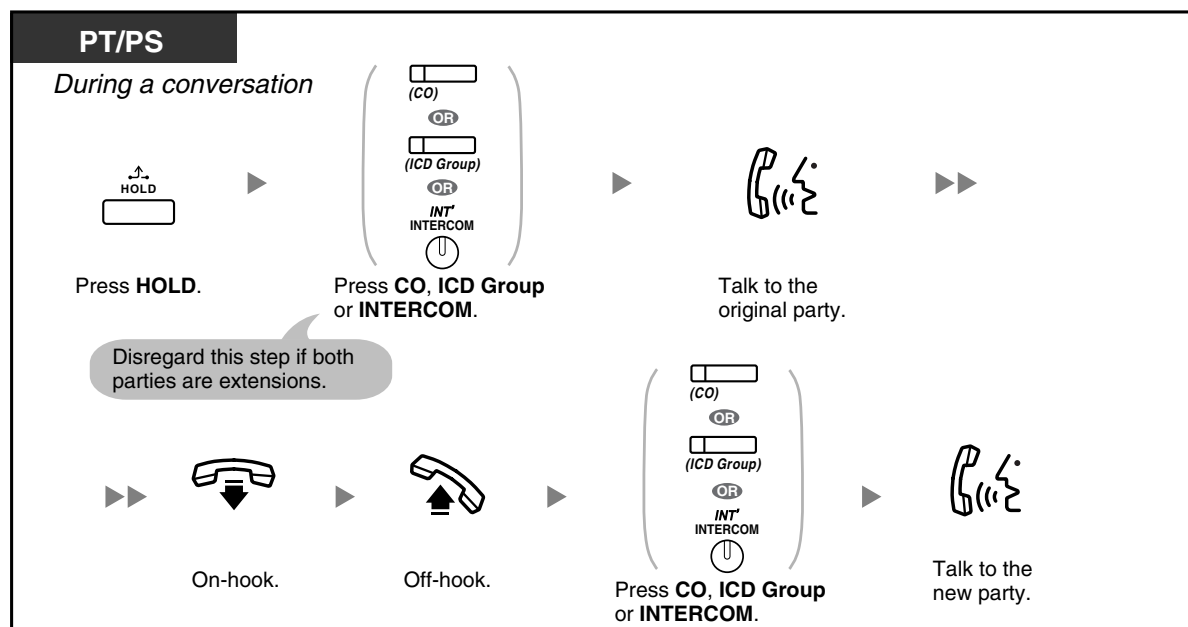 PT/PS
During a conversation
HOLD
Press HOLD.
(CO)
OR
(ICD Group)
OR
INT'
INTERCOM
Press CO, ICD Group
or INTERCOM.
Disregard this step if both
parties are extensions.
Talk to the
original party.
On-hook.
Off-hook.
(CO)
OR
(ICD Group)
OR
INT'
INTERCOM
Press CO, ICD Group
or INTERCOM.
Talk to the
new party.